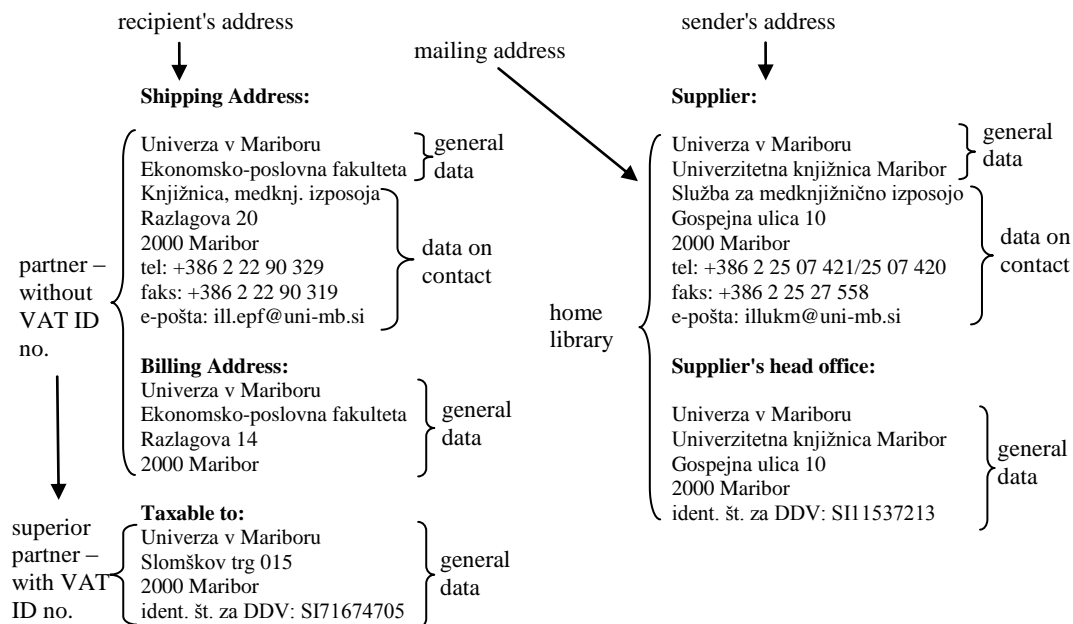 recipient's address
mailing address
sender's address
Shipping Address:
Univerza v Mariboru
Ekonomsko-poslovna fakulteta
general
data
Knjižnica, medknj. izposoja
Razlagova 20
2000 Maribor
tel: +386 2 22 90 329
faks: +386 2 22 90 319
e-pošta: ill.epf@uni-mb.si
data on
contact
partner –
without
VAT ID
no.
Billing Address:
Univerza v Mariboru
Ekonomsko-poslovna fakulteta
Razlagova 14
2000 Maribor
general
data
superior
partner –
with VAT
ID no.
Taxable to:
Univerza v Mariboru
Slomškov trg 015
2000 Maribor
ident. št. za DDV: SI71674705
general
data
Supplier:
Univerza v Mariboru
Univerzitetna knjižnica Maribor
general
data
Služba za medknjižnično izposojo
Gospejna ulica 10
2000 Maribor
tel: +386 2 25 07 421/25 07 420
faks: +386 2 25 27 558
e-pošta: illukm@uni-mb.si
data on
contact
home
library
Supplier's head office:
Univerza v Mariboru
Univerzitetna knjižnica Maribor
Gospejna ulica 10
2000 Maribor
ident. št. za DDV: SI11537213
general
data